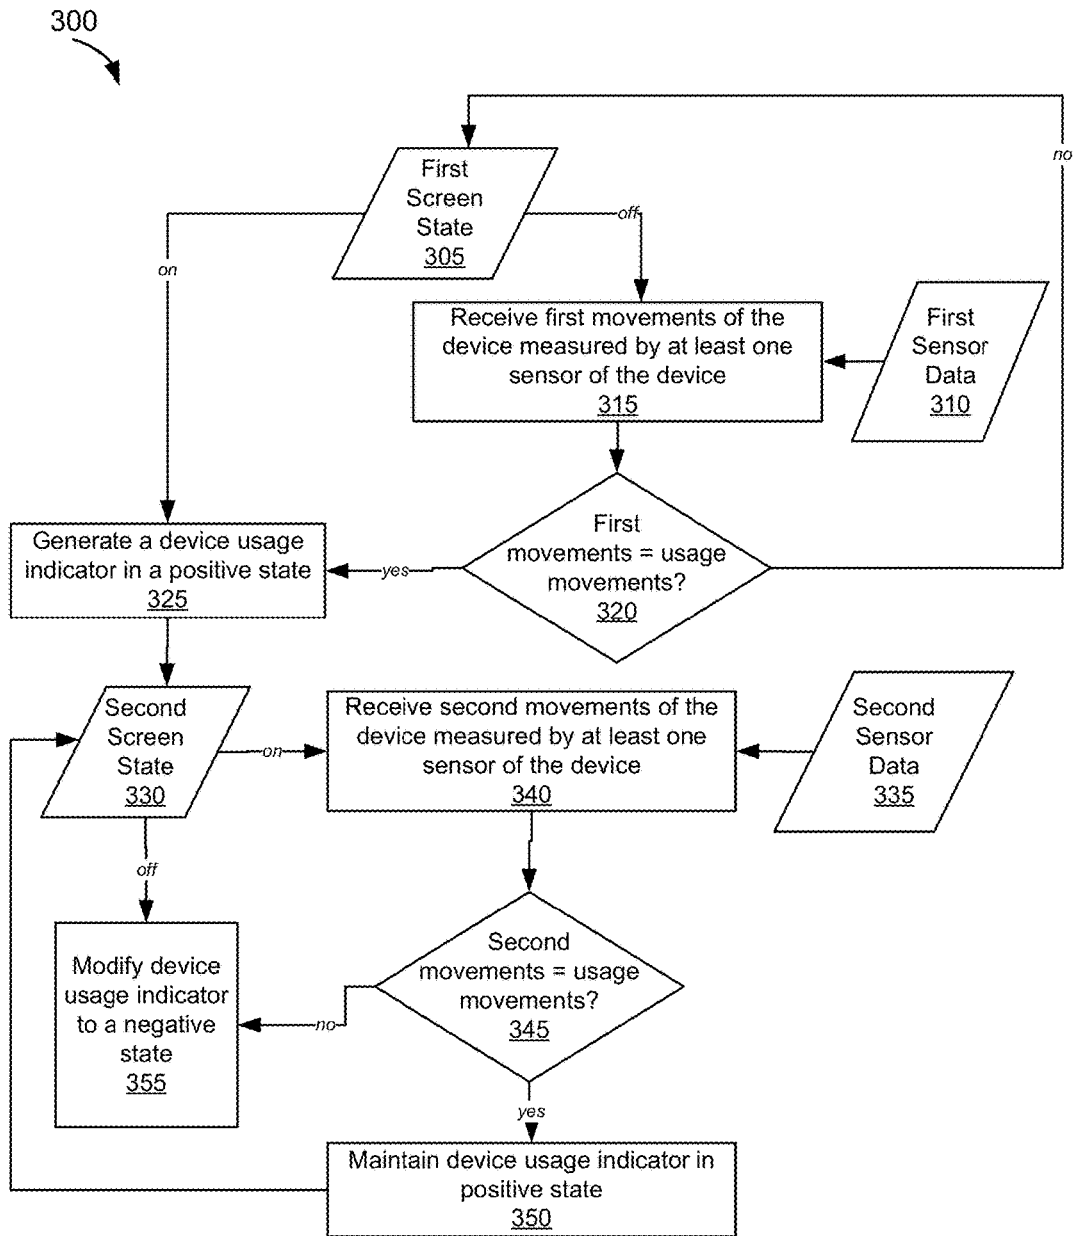 300
no
First
Screen
State
305
off
on
Receive first movements of the
device measured by at least one
sensor of the device
315
First
Sensor
Data
310
First
movements = usage
movements?
320
yes
Generate a device usage
indicator in a positive state
325
Second
Screen
State
330
on
Receive second movements of the
device measured by at least one
sensor of the device
340
Second
Sensor
Data
335
off
Second
movements = usage
movements?
345
no
Modify device
usage indicator
to a negative
state
355
yes
Maintain device usage indicator in
positive state
350